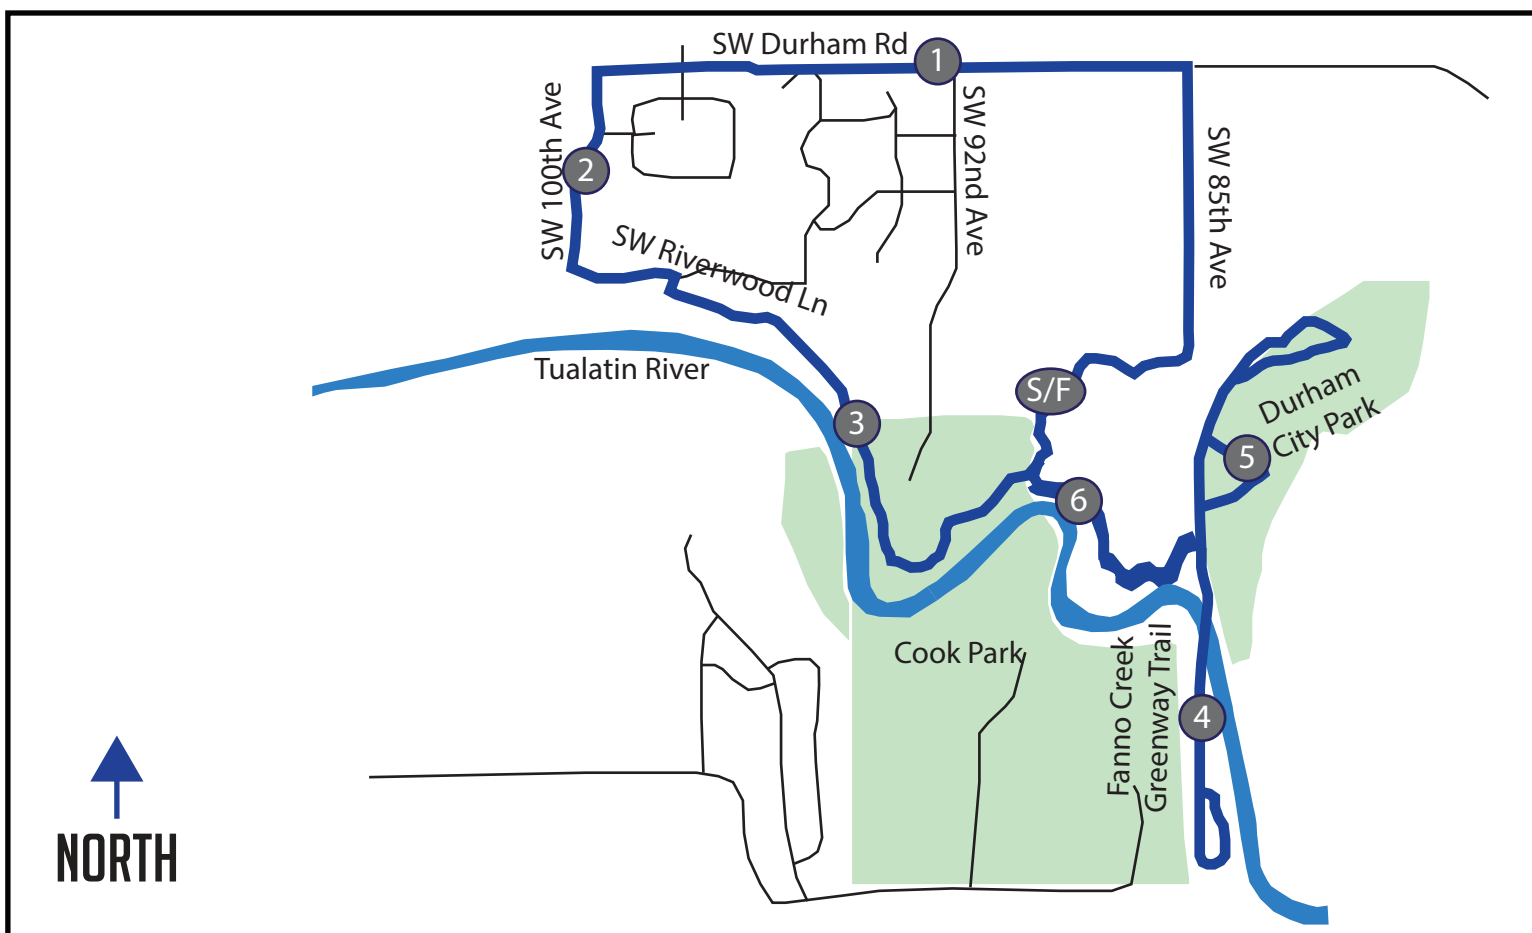 SW Durham Rd
1
SW 100th Ave
2
SW 92nd Ave
SW 85th Ave
SW Riverwood Ln
Tualatin River
S/F
3
Durham
City Park
5
6
Cook Park
Fanno Creek
Greenway Trail
4
NORTH